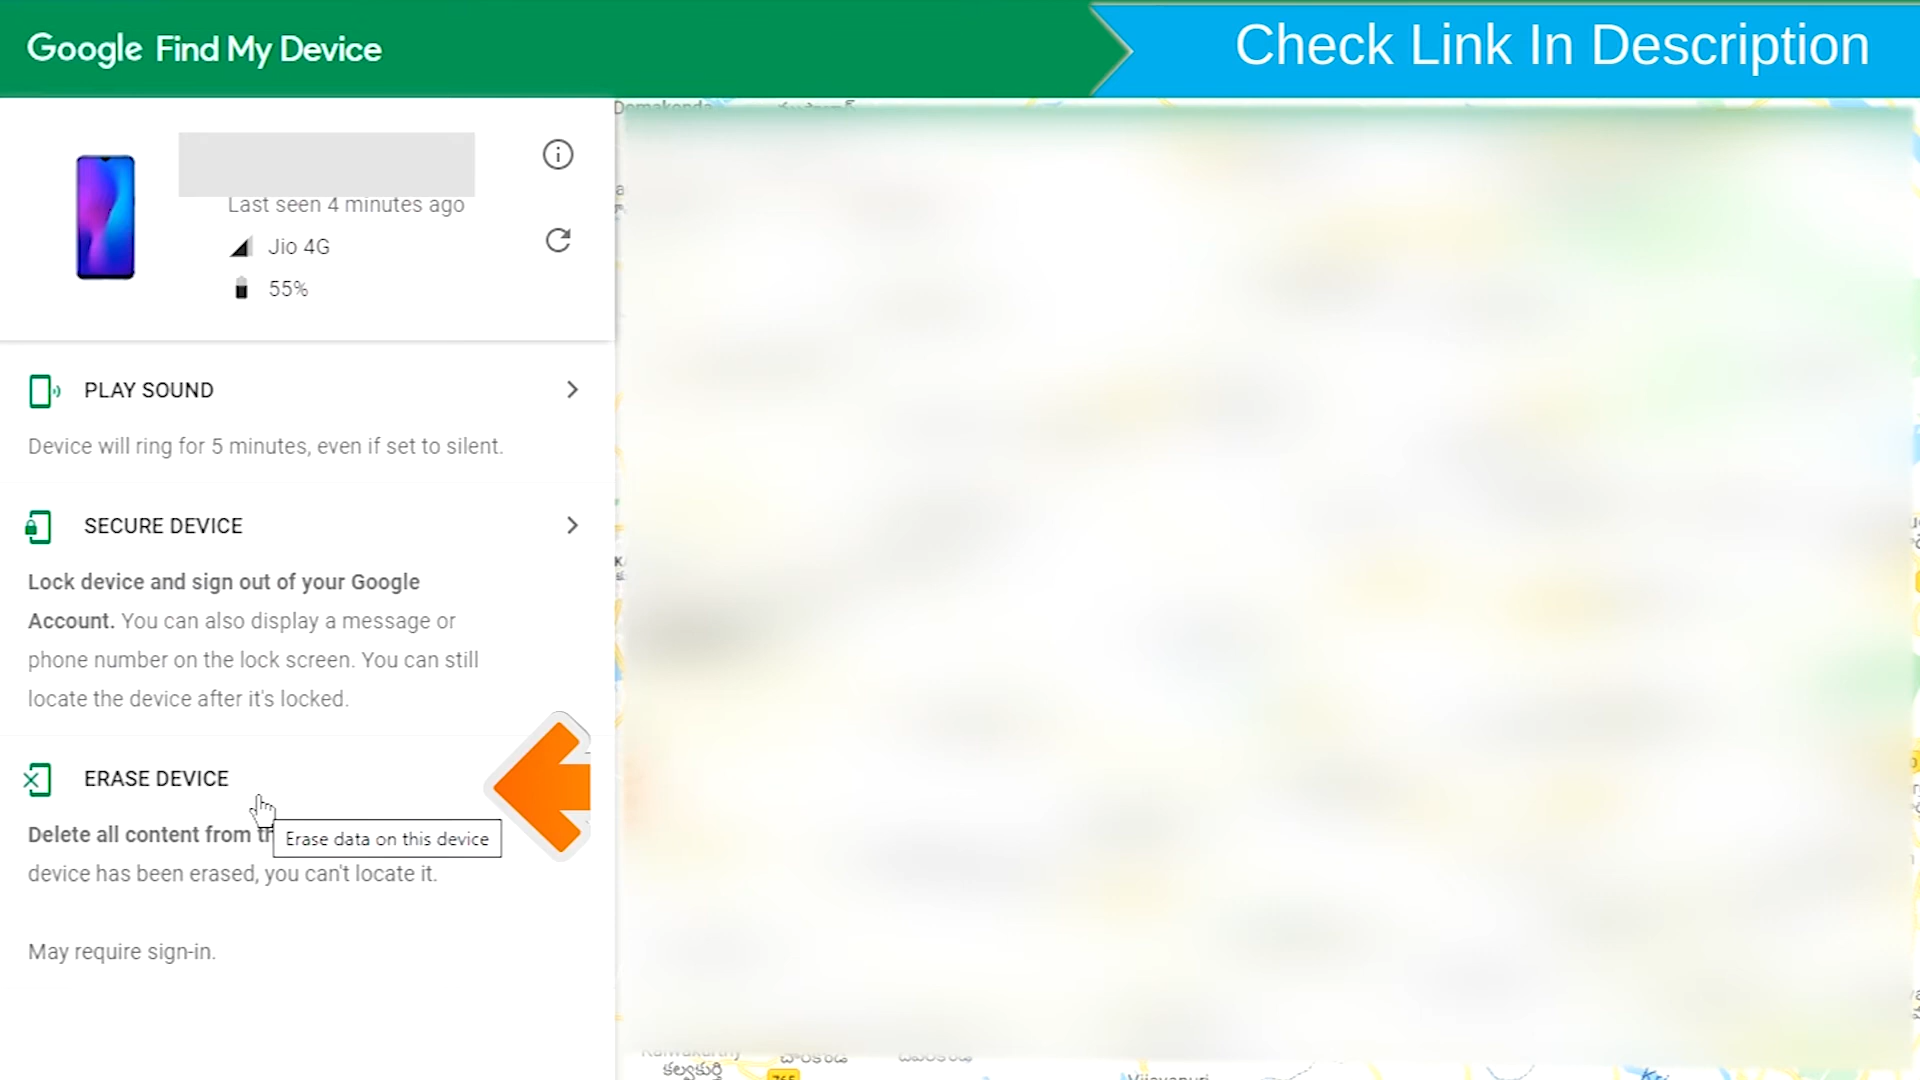 Google Find My Device
Check Link In Description
Last seen 4 minutes ago
Jio 4G
55%
PLAY SOUND
Device will ring for 5 minutes, even if set to silent.
SECURE DEVICE
Lock device and sign out of your Google
Account. You can also display a message or
phone number on the lock screen. You can still
locate the device after it's locked.
ERASE DEVICE
Delete all content from
Erase data on this device
device has been erased, you can't locate it.
May require sign-in.
Domakonda
కల్వకుర్తి